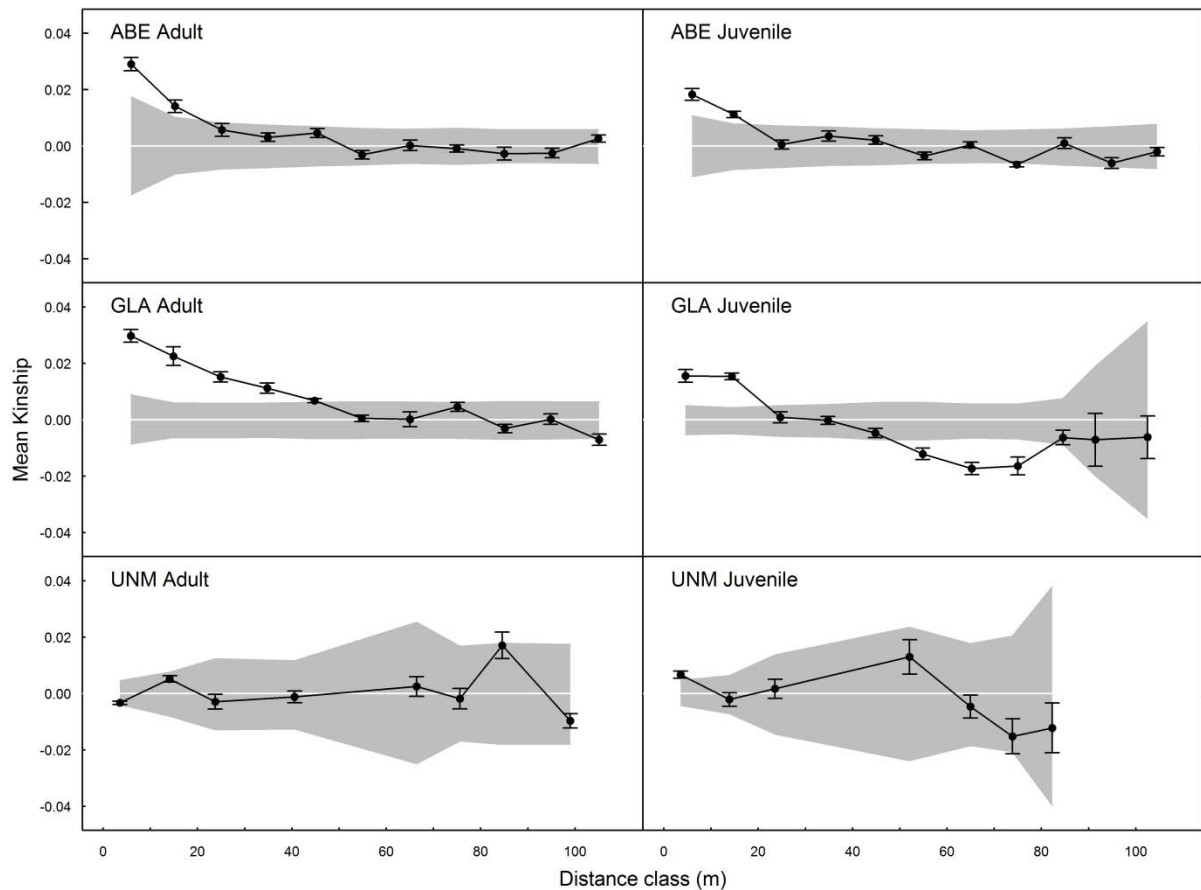 ABE Adult
ABE Juvenile
0.04
0.02
0.00
-0.02
-0.04
GLA Adult
GLA Juvenile
0.04
0.02
0.00
-0.02
-0.04
Mean Kinship
UNM Adult
UNM Juvenile
0.04
0.02
0.00
-0.02
-0.04
0 20 40 60 80 100 0 20 40 60 80 100
Distance class (m)